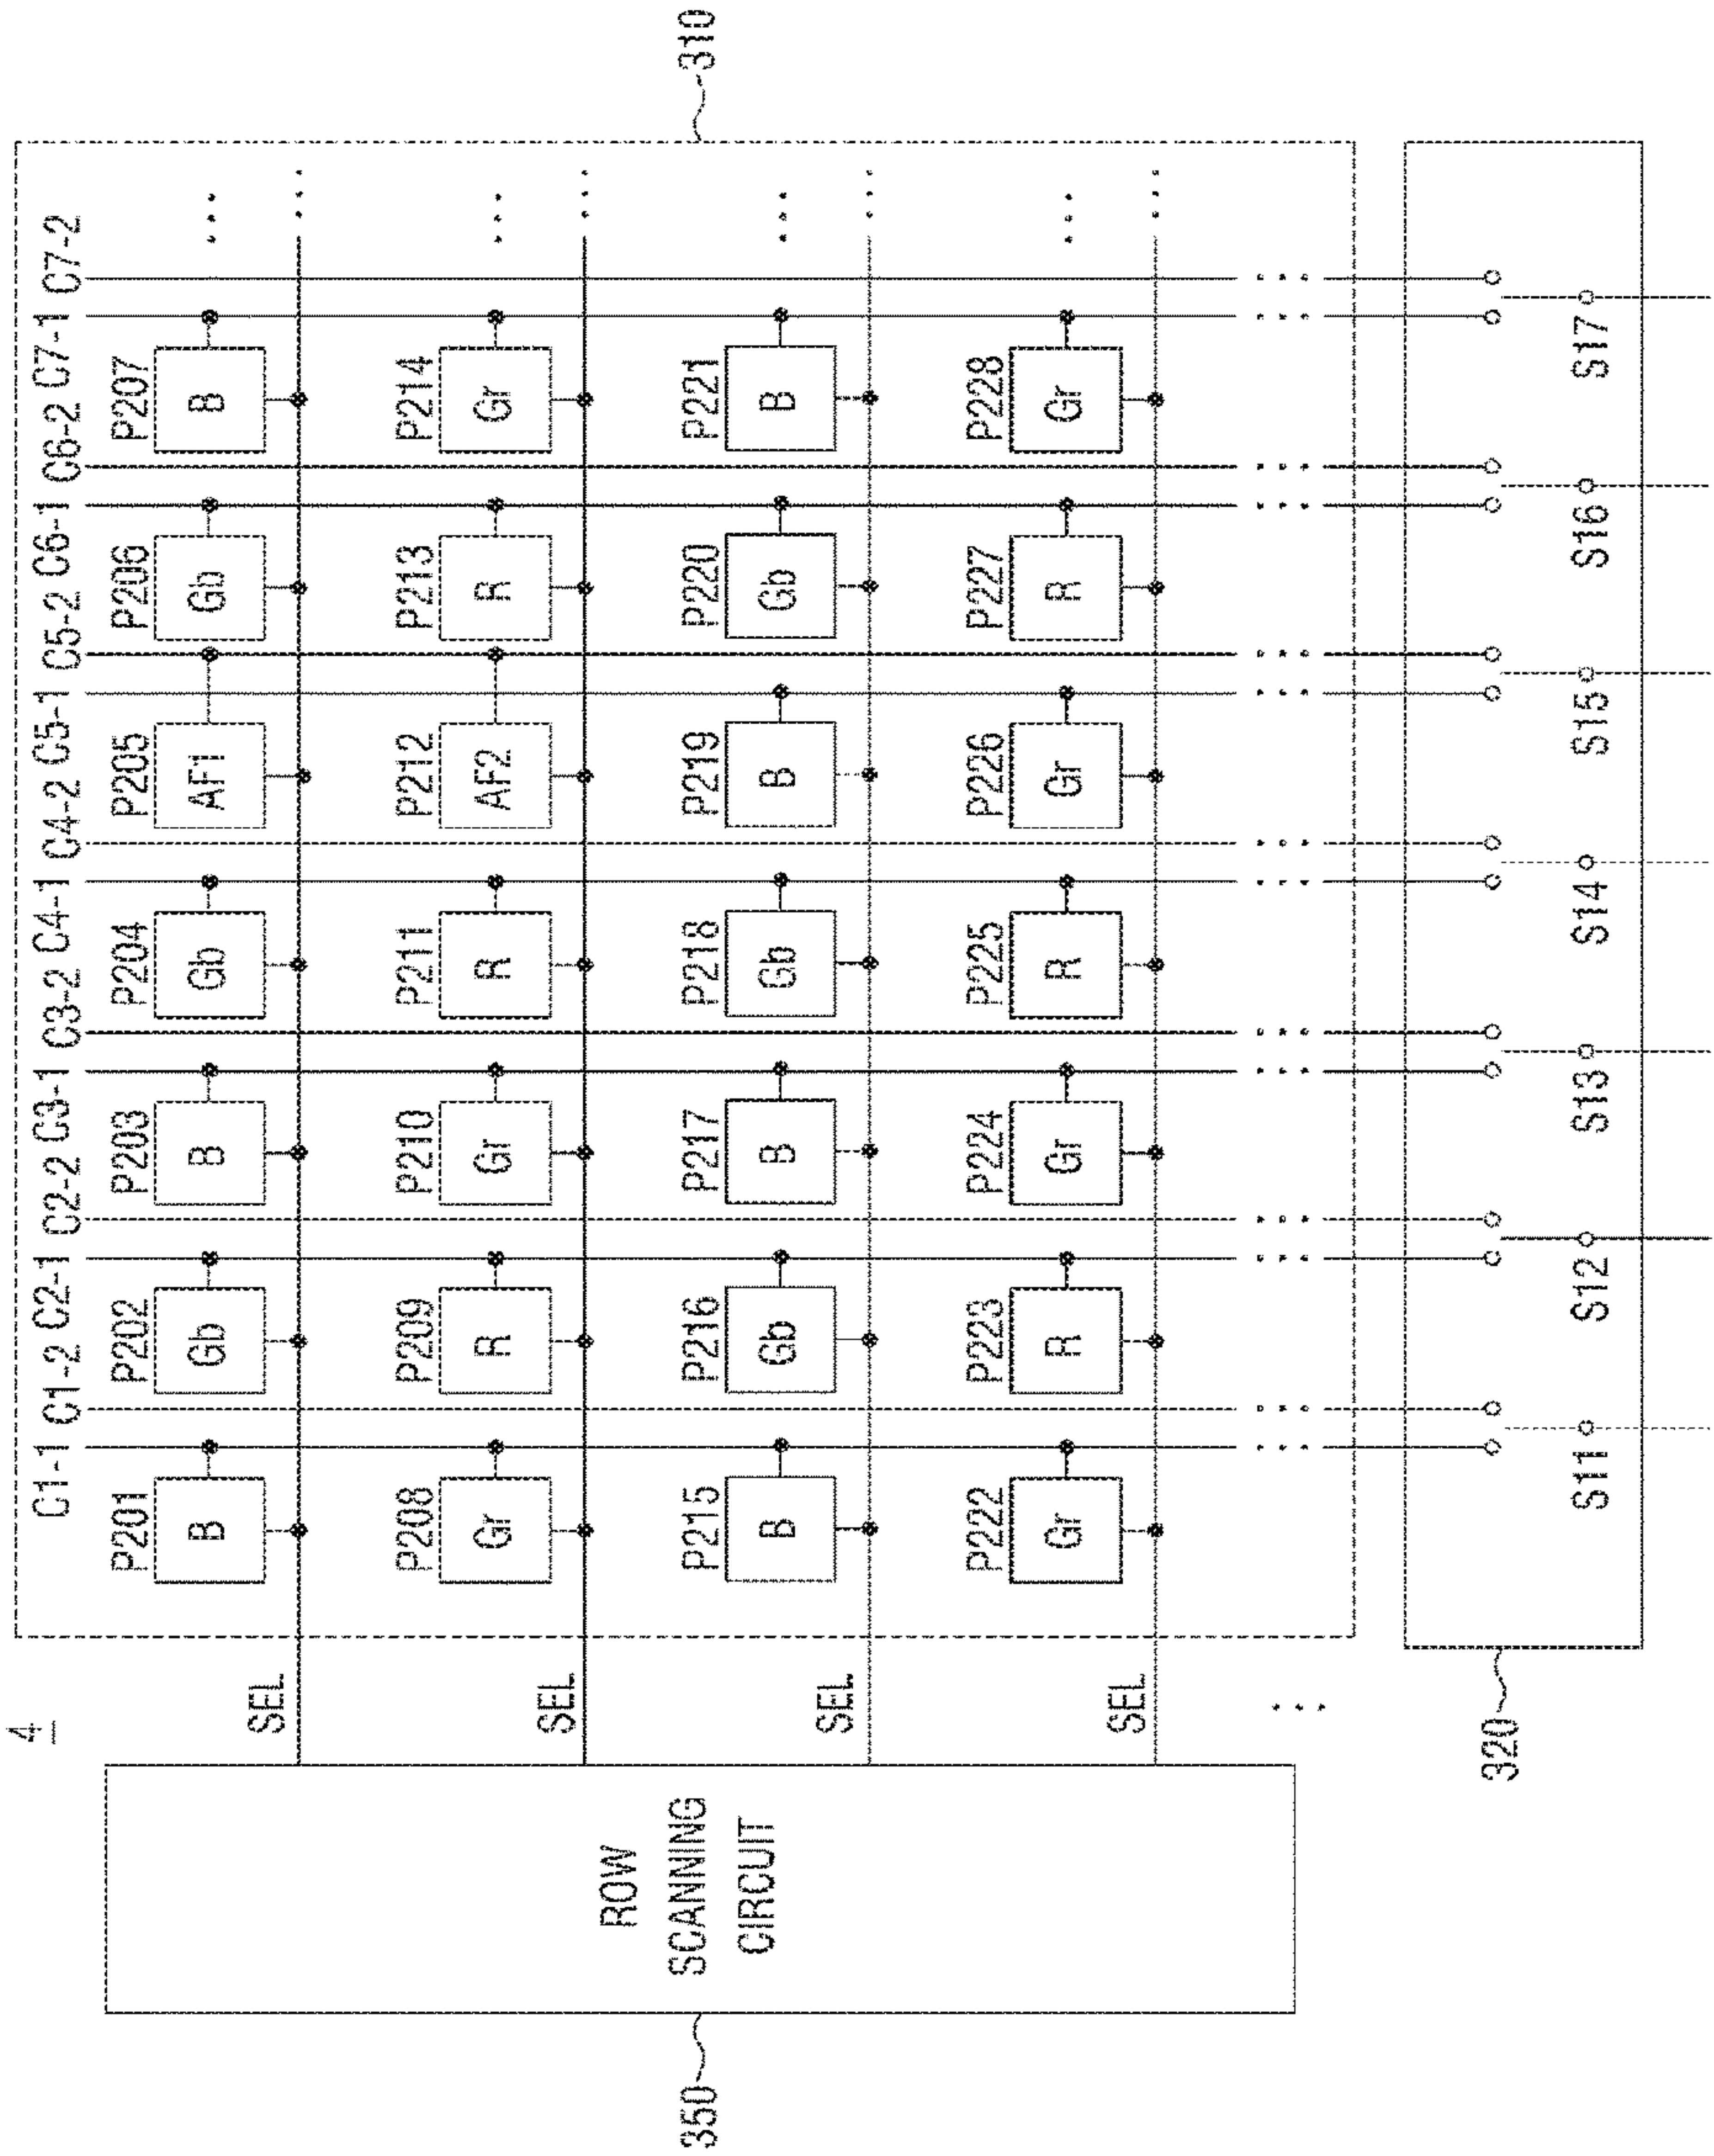 4
C1-1 C1-2 C2-1 C2-2 C3-1 C3-2 C4-1 C4-2 C5-1 C5-2 C6-1 C6-2 C7-1 C7-2
P201 P202 P203 P204 P205 P206 P207
B Gb B Gb AF1 Gb B ...
SEL ...
P208 P209 P210 P211 P212 P213 P214
Gr R Gr R AF2 R Gr ...
SEL ...
310
350
ROW
SCANNING
CIRCUIT
P215 P216 P217 P218 P219 P220 P221
B Gb B Gb B Gb B ...
SEL ...
P222 P223 P224 P225 P226 P227 P228
Gr R Gr R Gr R Gr ...
SEL ...
320
S11 S12 S13 S14 S15 S16 S17